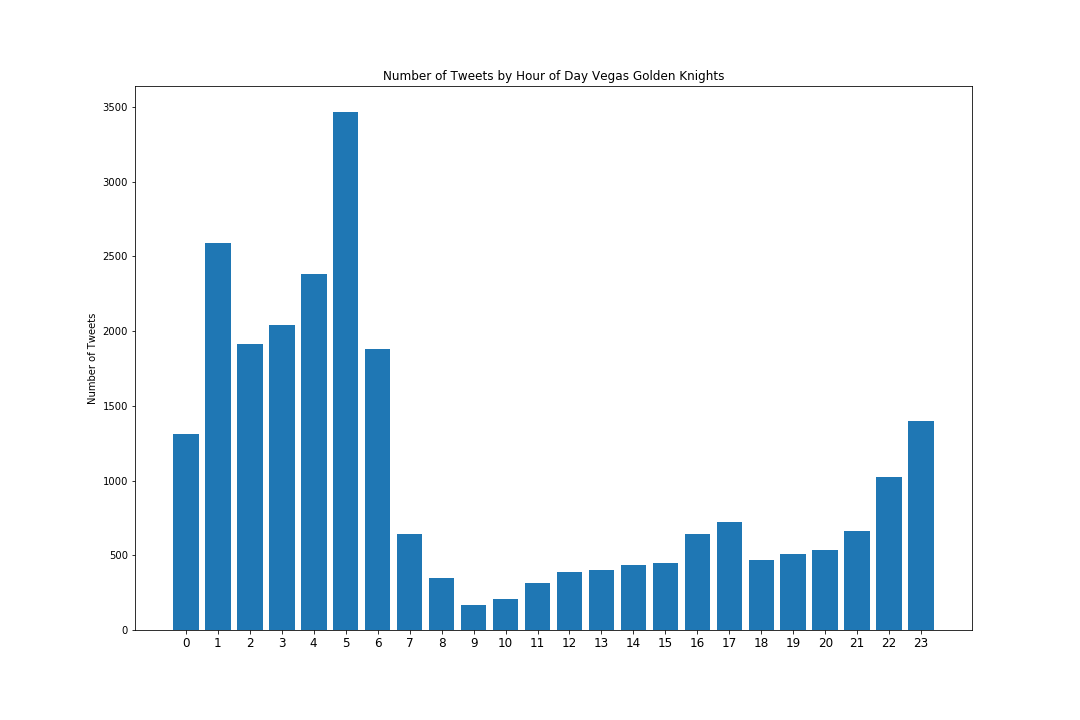 Number of Tweets by Hour of Day Vegas Golden Knights
3500
3000
2500
2000
1500
1000
500
0
Number of Tweets
0 1 2 3 4 5 6 7 8 9 10 11 12 13 14 15 16 17 18 19 20 21 22 23